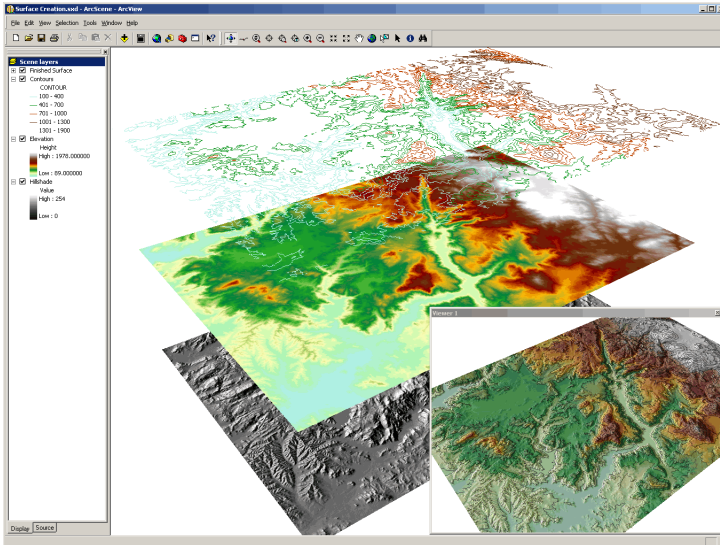 Surface Creation.sxd - ArcScene - ArcView
File Edit View Selection Tools Window Help
Scene layers
Finished Surface
Contours
CONTOUR
100 - 400
401 - 700
701 - 1000
1001 - 1300
1301 - 1900
Elevation
Height
High : 1978.000000
Low : 89.000000
Hillshade
Value
High : 254
Low : 0
Viewer 1
Display Source